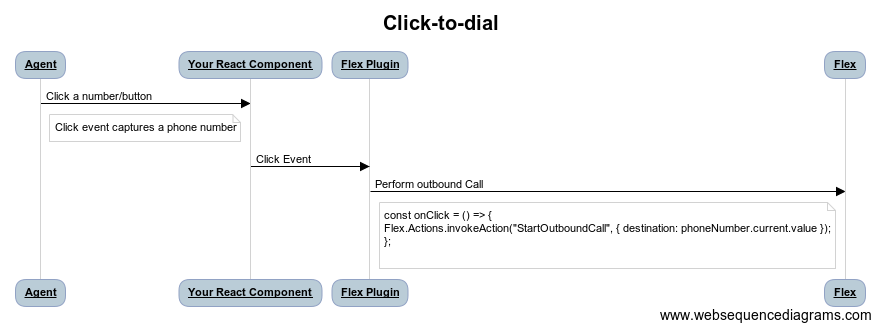 Click-to-dial
Agent
Your React Component
Flex Plugin
Flex
Click a number/button
Click event captures a phone number
Click Event
Perform outbound Call
const onClick = () => {
Flex.Actions.invokeAction("StartOutboundCall", { destination: phoneNumber.current.value });
};
Agent
Your React Component
Flex Plugin
Flex
www.websequencediagrams.com